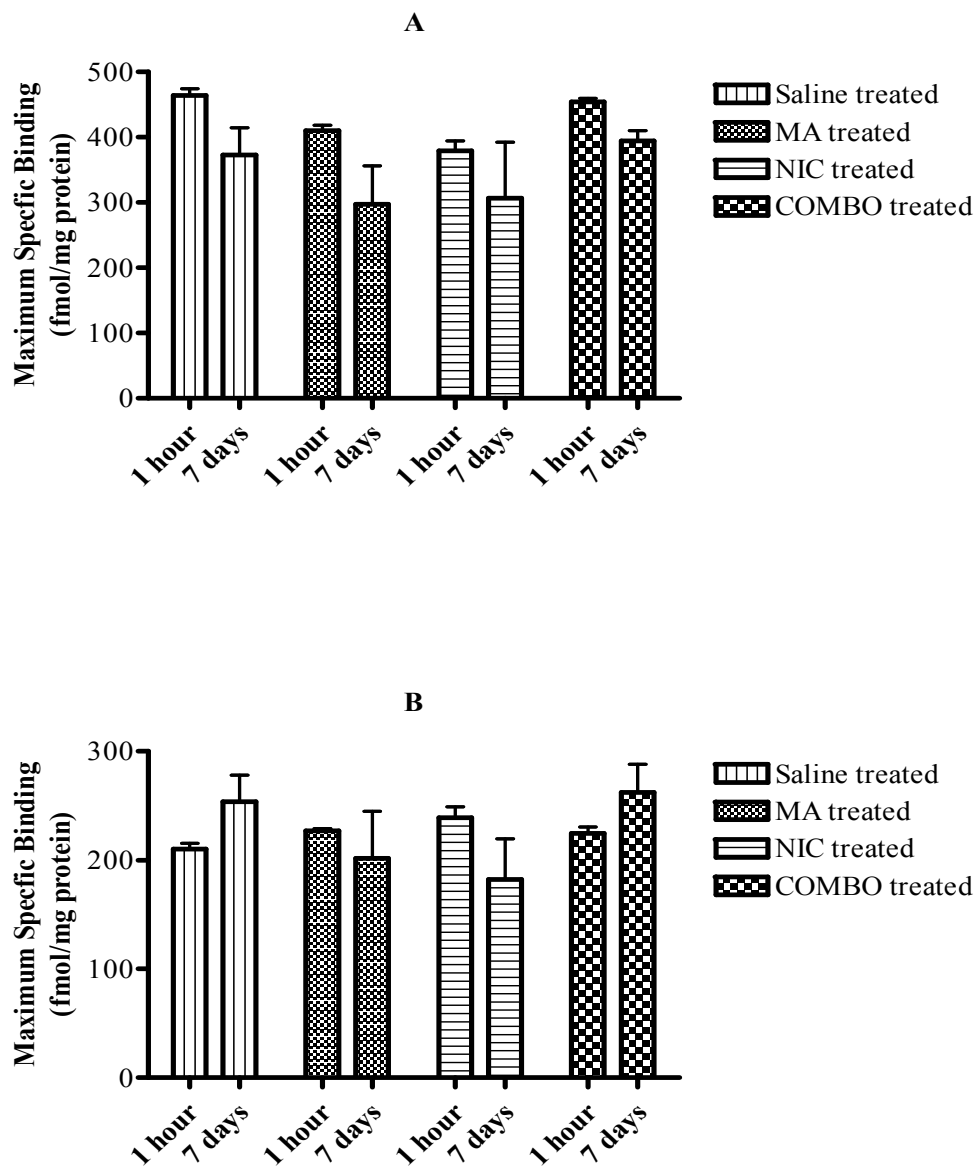 A
Maximum Specfic Binding
(fmol/mg protein)
500
400
300
200
100
0
1 hour
7 days
1 hour
7 days
1 hour
7 days
1 hour
7 days
Saline treated
MA treated
NIC treated
COMBO treated
B
Maximum Specfic Binding
(fmol/mg protein)
300
200
100
0
1 hour
7 days
1 hour
7 days
1 hour
7 days
1 hour
7 days
Saline treated
MA treated
NIC treated
COMBO treated